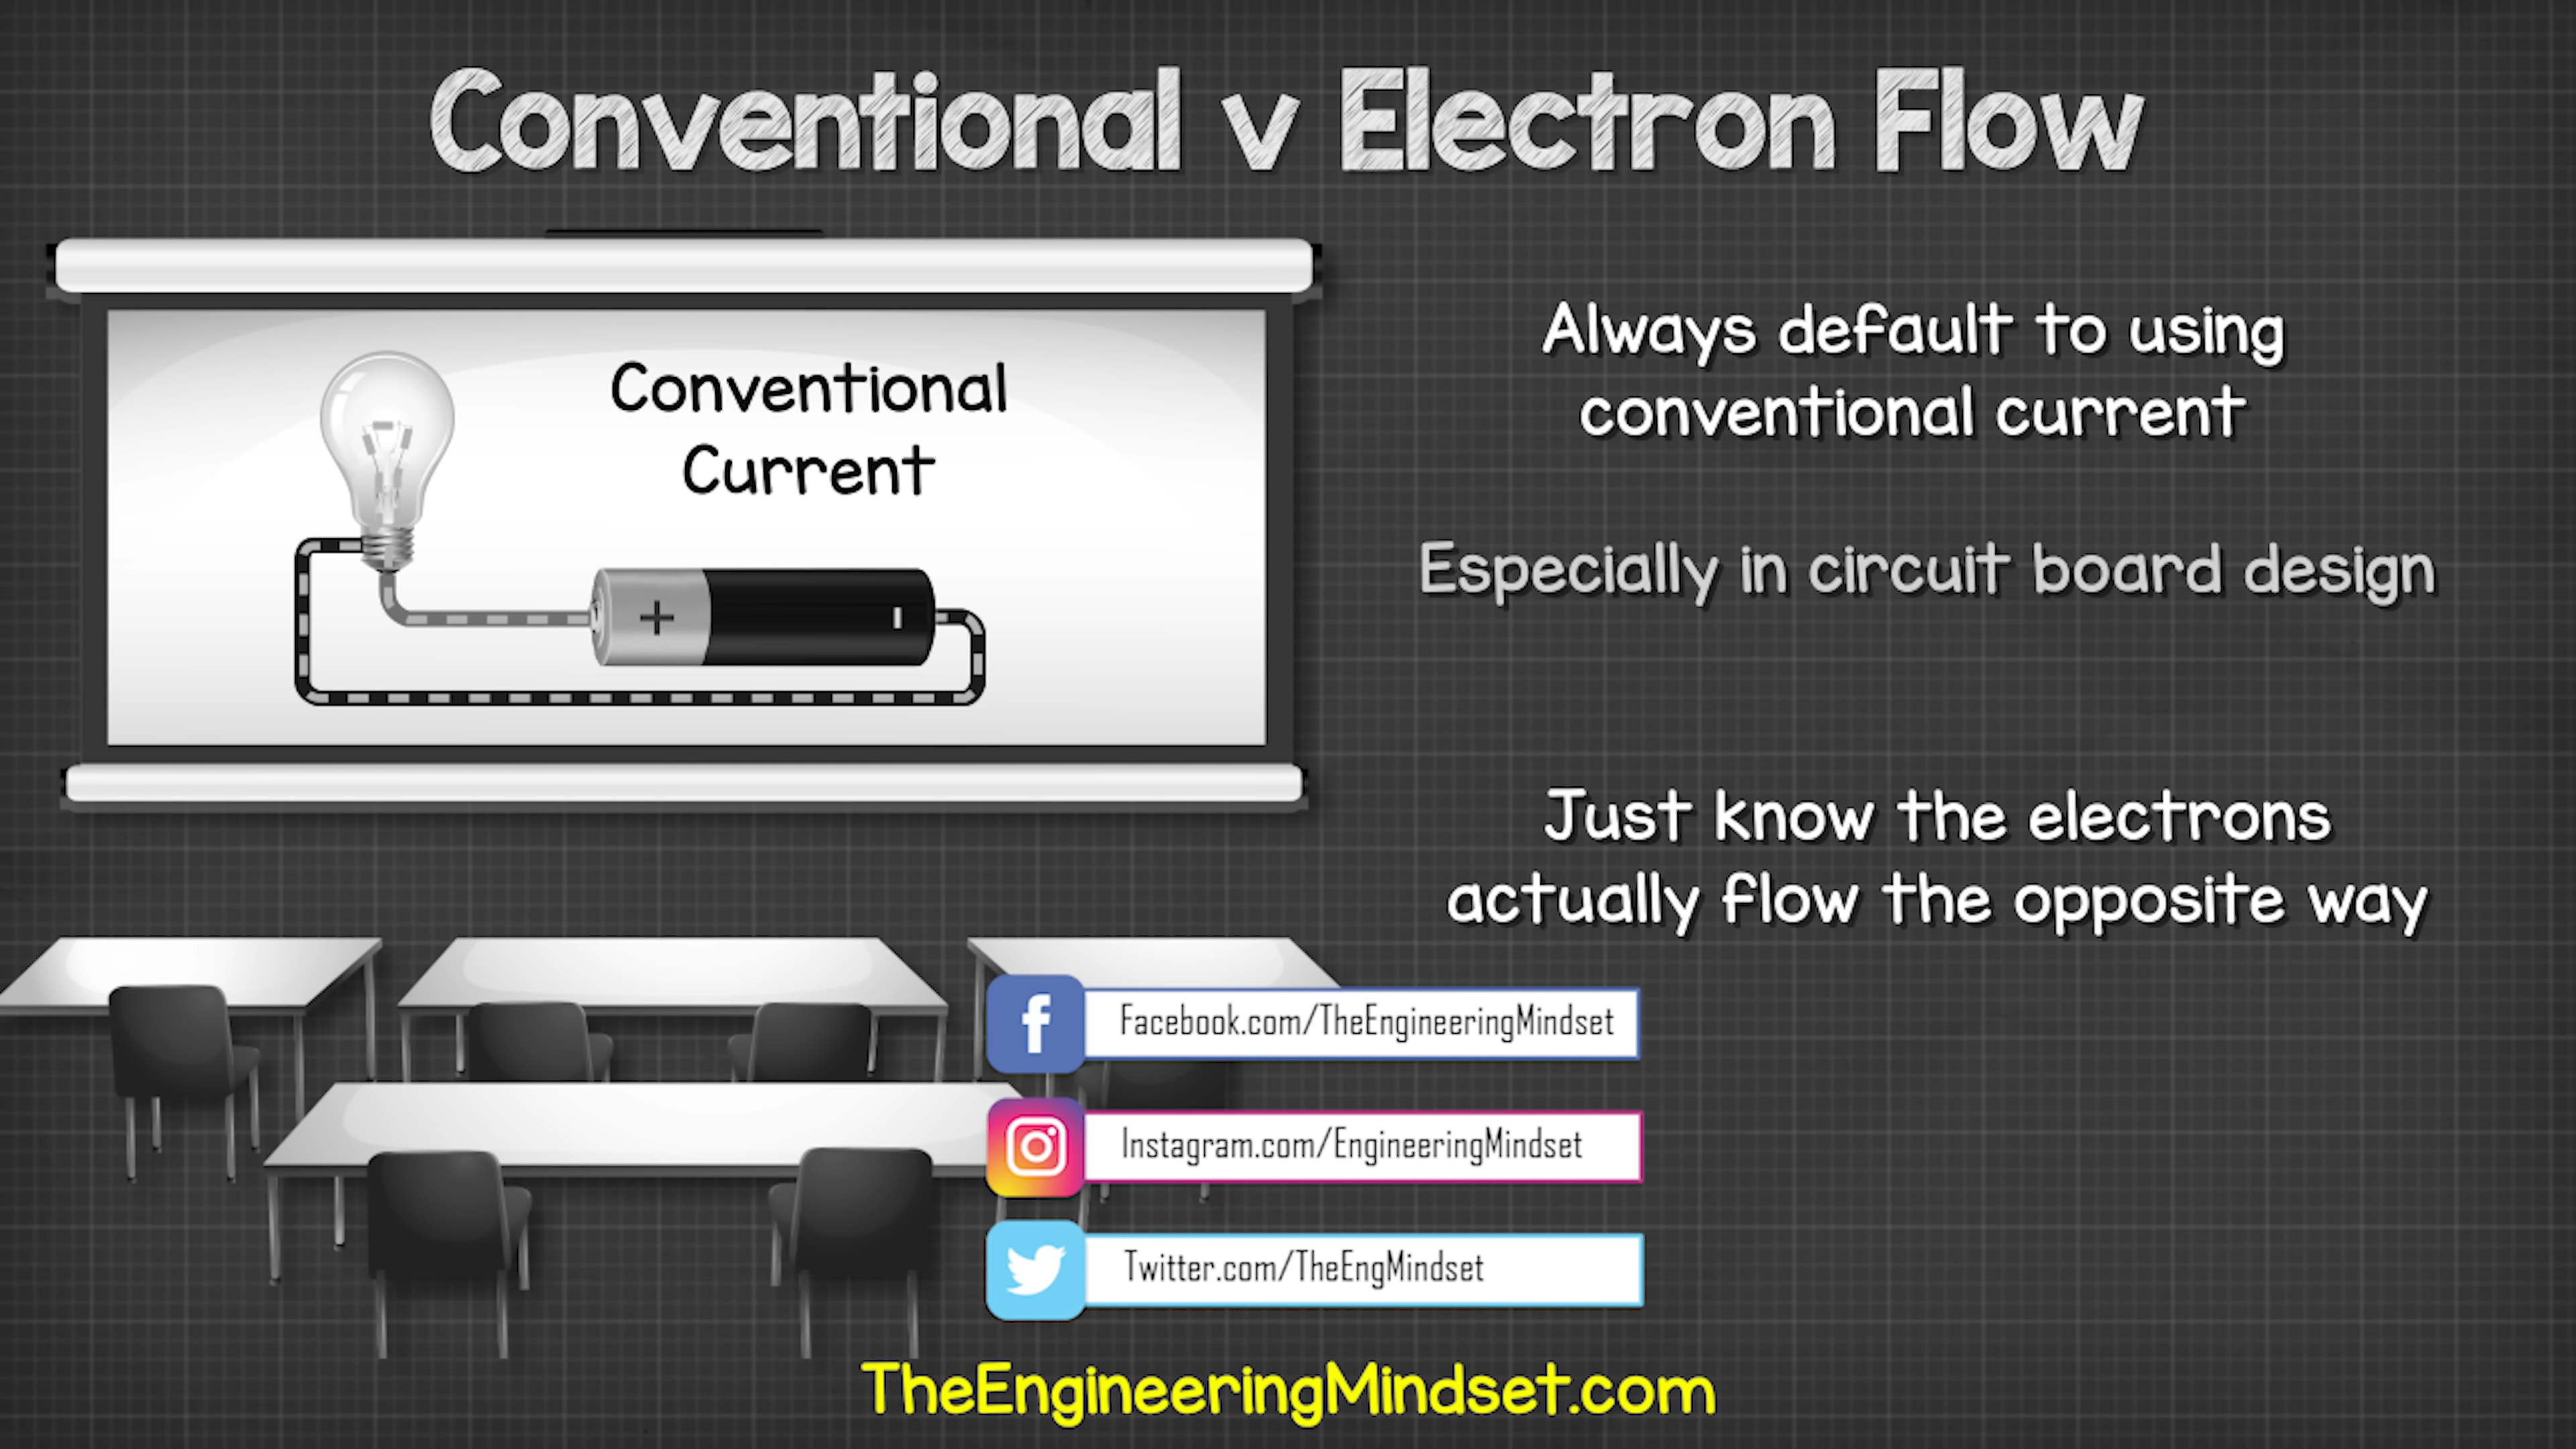 Conventional v Electron Flow
Conventional
Current
+
-
Always default to using
conventional current
Especially in circuit board design
Just know the electrons
actually flow the opposite way
f
Facebook.com/TheEngineeringMindset
Instagram.com/EngineeringMindset
Twitter.com/TheEngMindset
TheEngineeringMindset.com